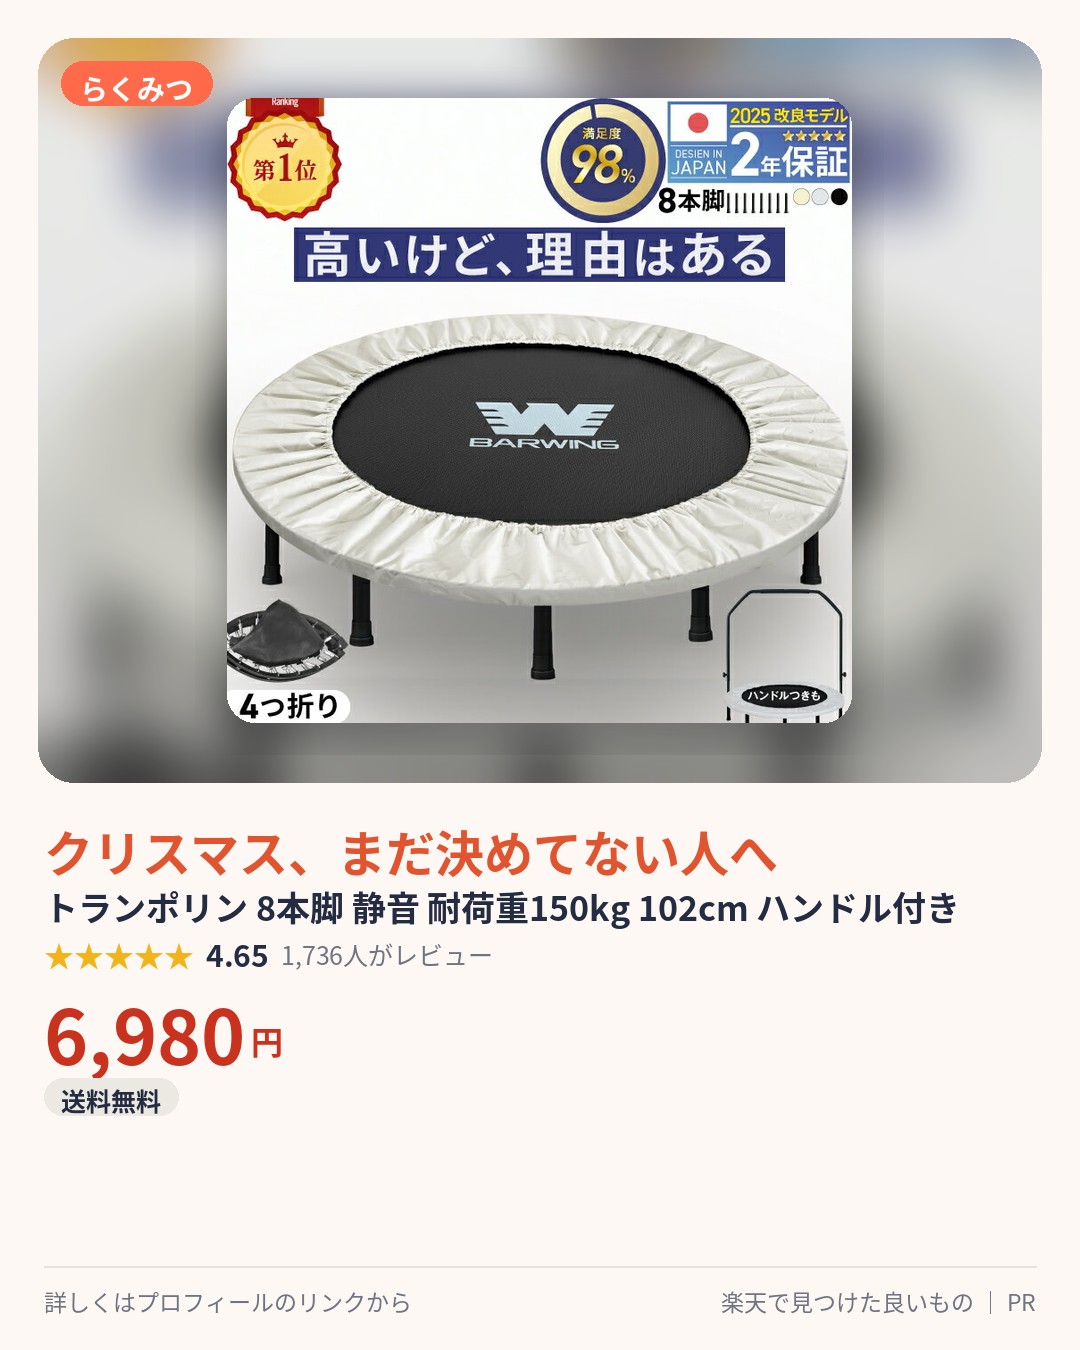 らくみつ
Ranking
第1位
満足度
98%
DESIEN IN
JAPAN
2025 改良モデル
★★★★★
2年保証
8本脚
高いけど、理由はある
BARWING
4つ折り
ハンドルつきも
クリスマス、まだ決めてない人へ
トランポリン 8本脚 静音 耐荷重150kg 102cm ハンドル付き
★★★★★ 4.65 1,736人がレビュー
6,980円
送料無料
詳しくはプロフィールのリンクから
楽天で見つけた良いもの｜PR